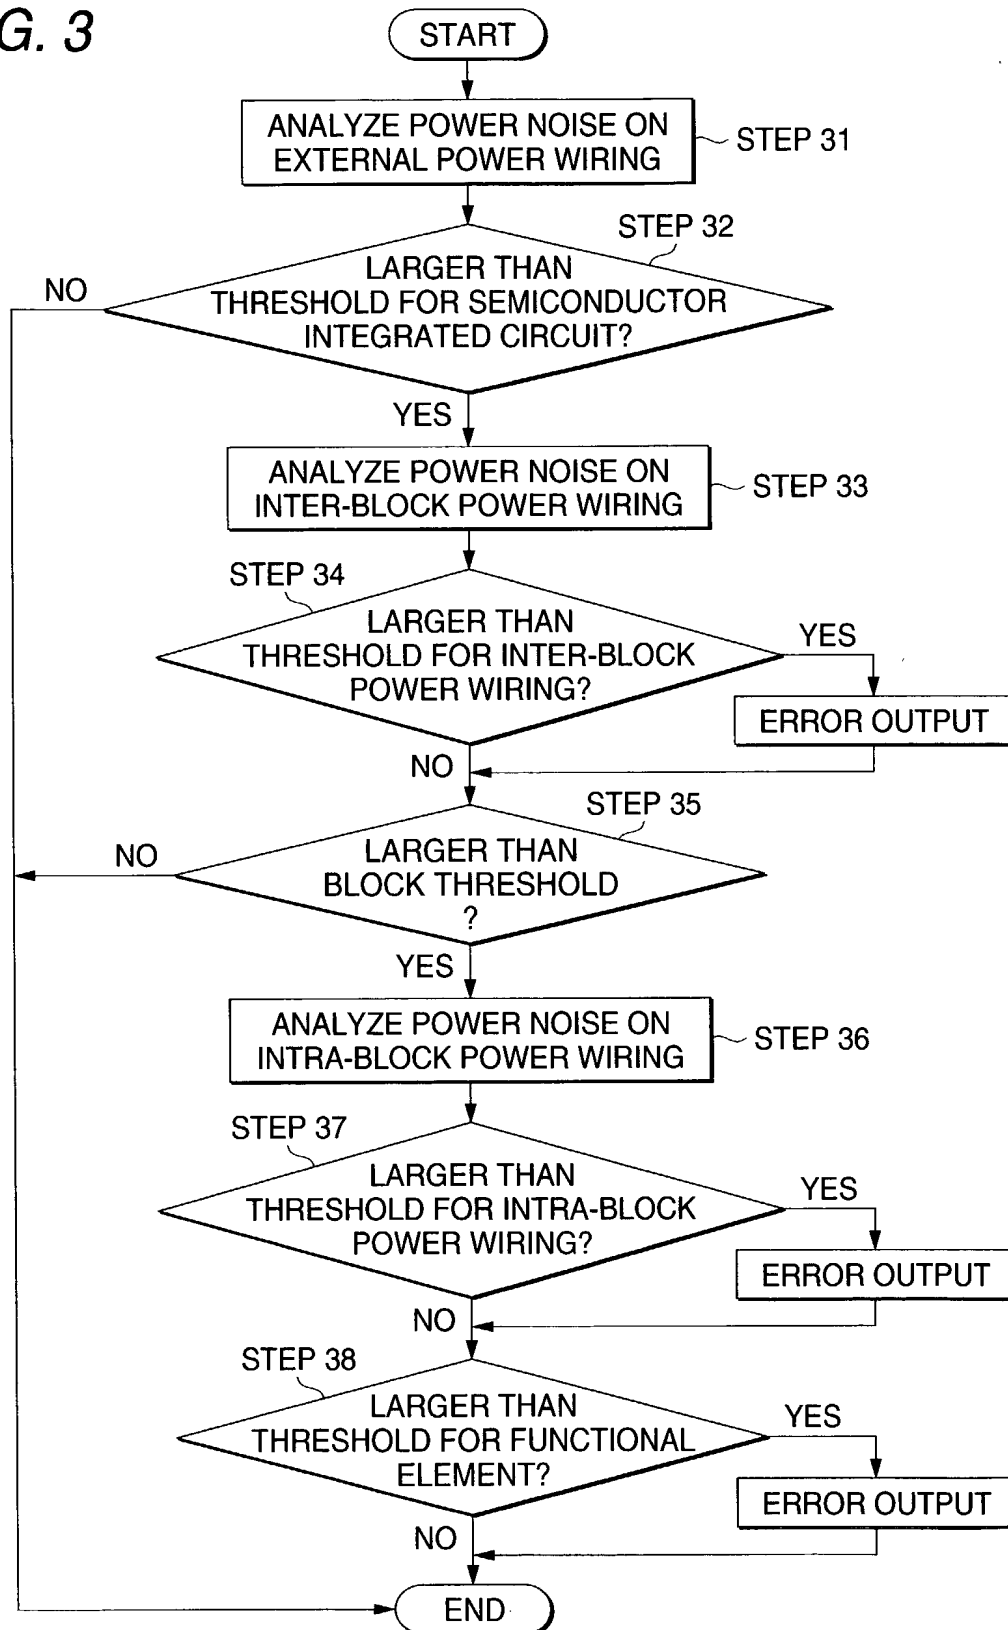 G. 3
START
ANALYZE POWER NOISE ON
EXTERNAL POWER WIRING
STEP 31
STEP 32
LARGER THAN
THRESHOLD FOR SEMICONDUCTOR
INTEGRATED CIRCUIT?
NO
YES
ANALYZE POWER NOISE ON
INTER-BLOCK POWER WIRING
STEP 33
STEP 34
LARGER THAN
THRESHOLD FOR INTER-BLOCK
POWER WIRING?
YES
ERROR OUTPUT
NO
STEP 35
LARGER THAN
BLOCK THRESHOLD
?
NO
YES
ANALYZE POWER NOISE ON
INTRA-BLOCK POWER WIRING
STEP 36
STEP 37
LARGER THAN
THRESHOLD FOR INTRA-BLOCK
POWER WIRING?
YES
ERROR OUTPUT
NO
STEP 38
LARGER THAN
THRESHOLD FOR FUNCTIONAL
ELEMENT?
YES
ERROR OUTPUT
NO
END